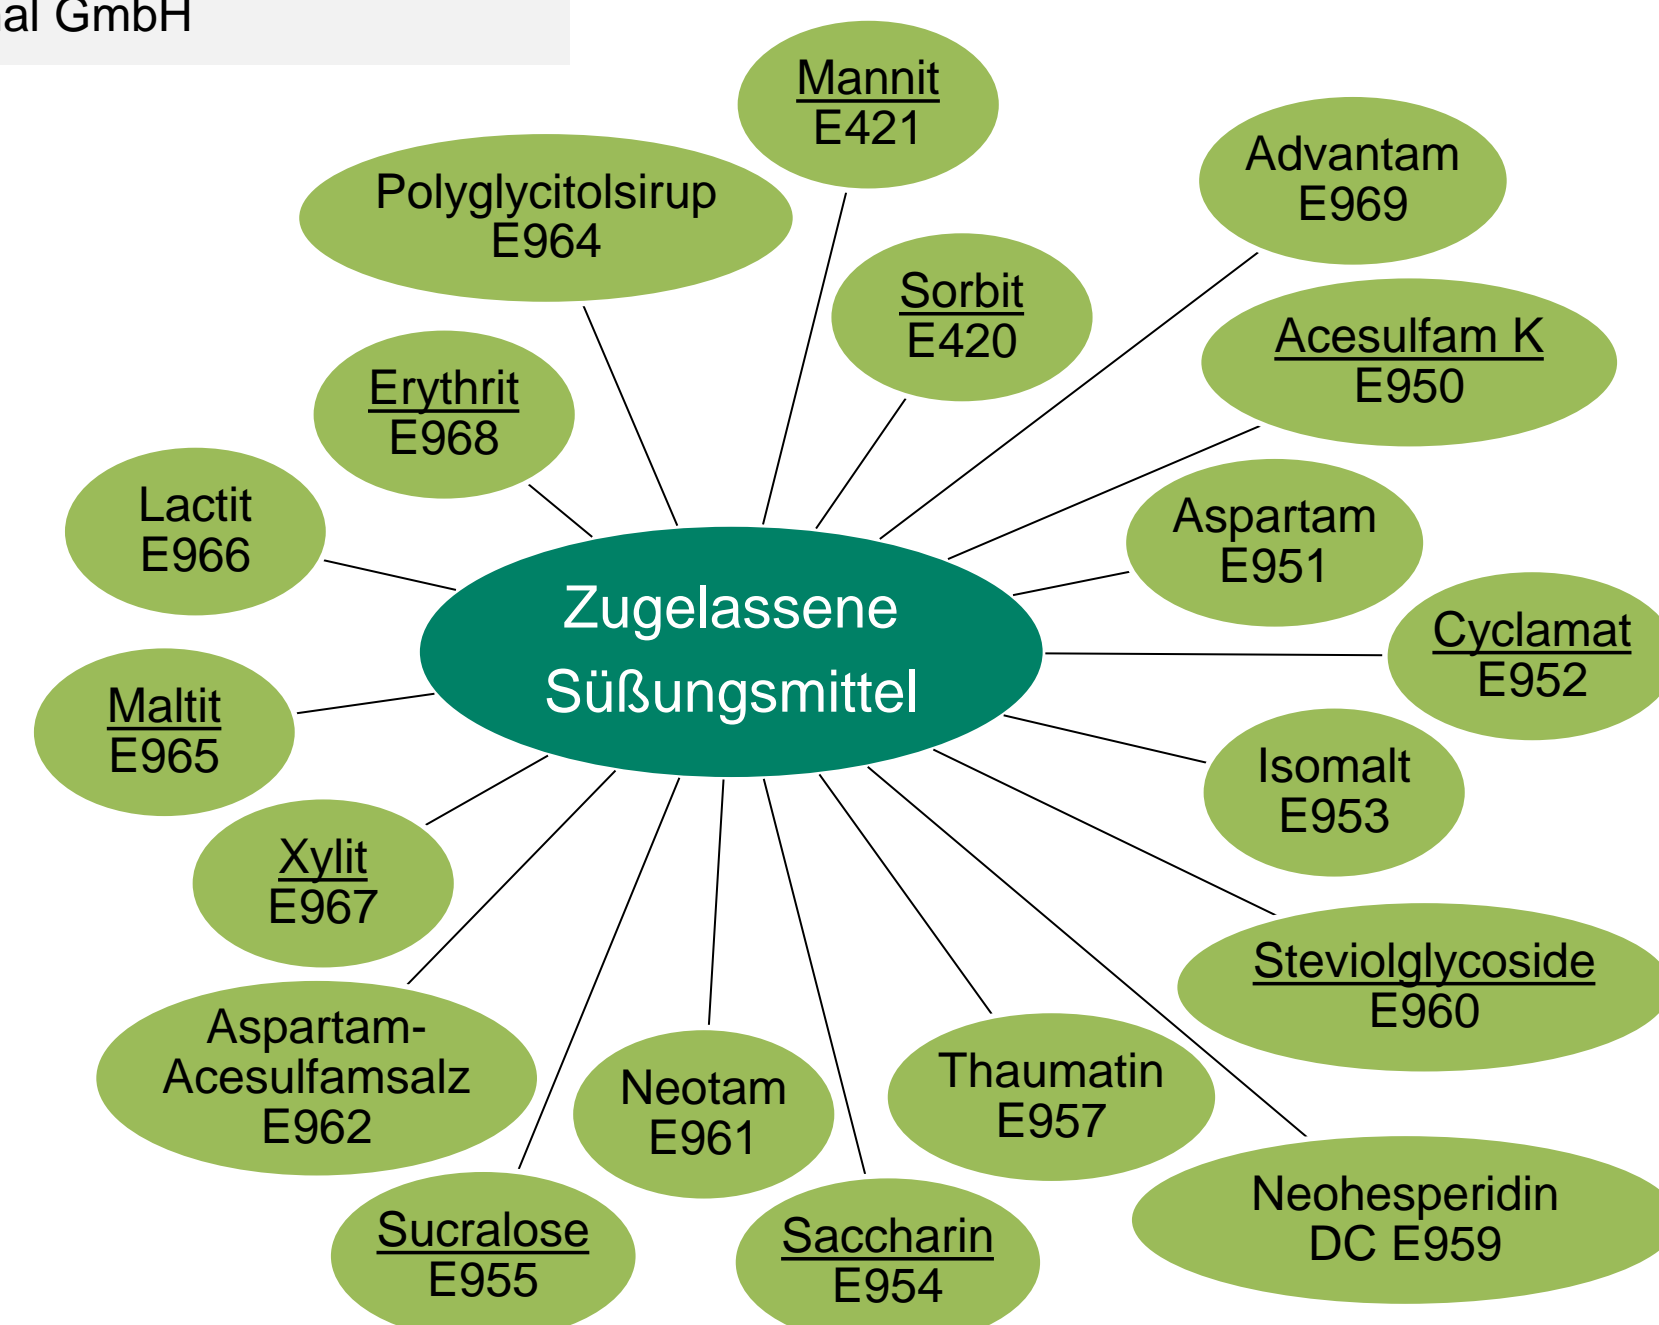 GmbH
Mannit
E421
Polyglycitolsirup
E964
Advantam
E969
Sorbit
E420
Acesulfam K
E950
Erythrit
E968
Lactit
E966
Aspartam
E951
Zugelassene
Süßungsmittel
Cyclamat
E952
Maltit
E965
Isomalt
E953
Xylit
E967
Steviolglycoside
E960
Aspartam-
Acesulfamsalz
E962
Neotam
E961
Thaumatin
E957
Neohesperidin
DC E959
Sucralose
E955
Saccharin
E954